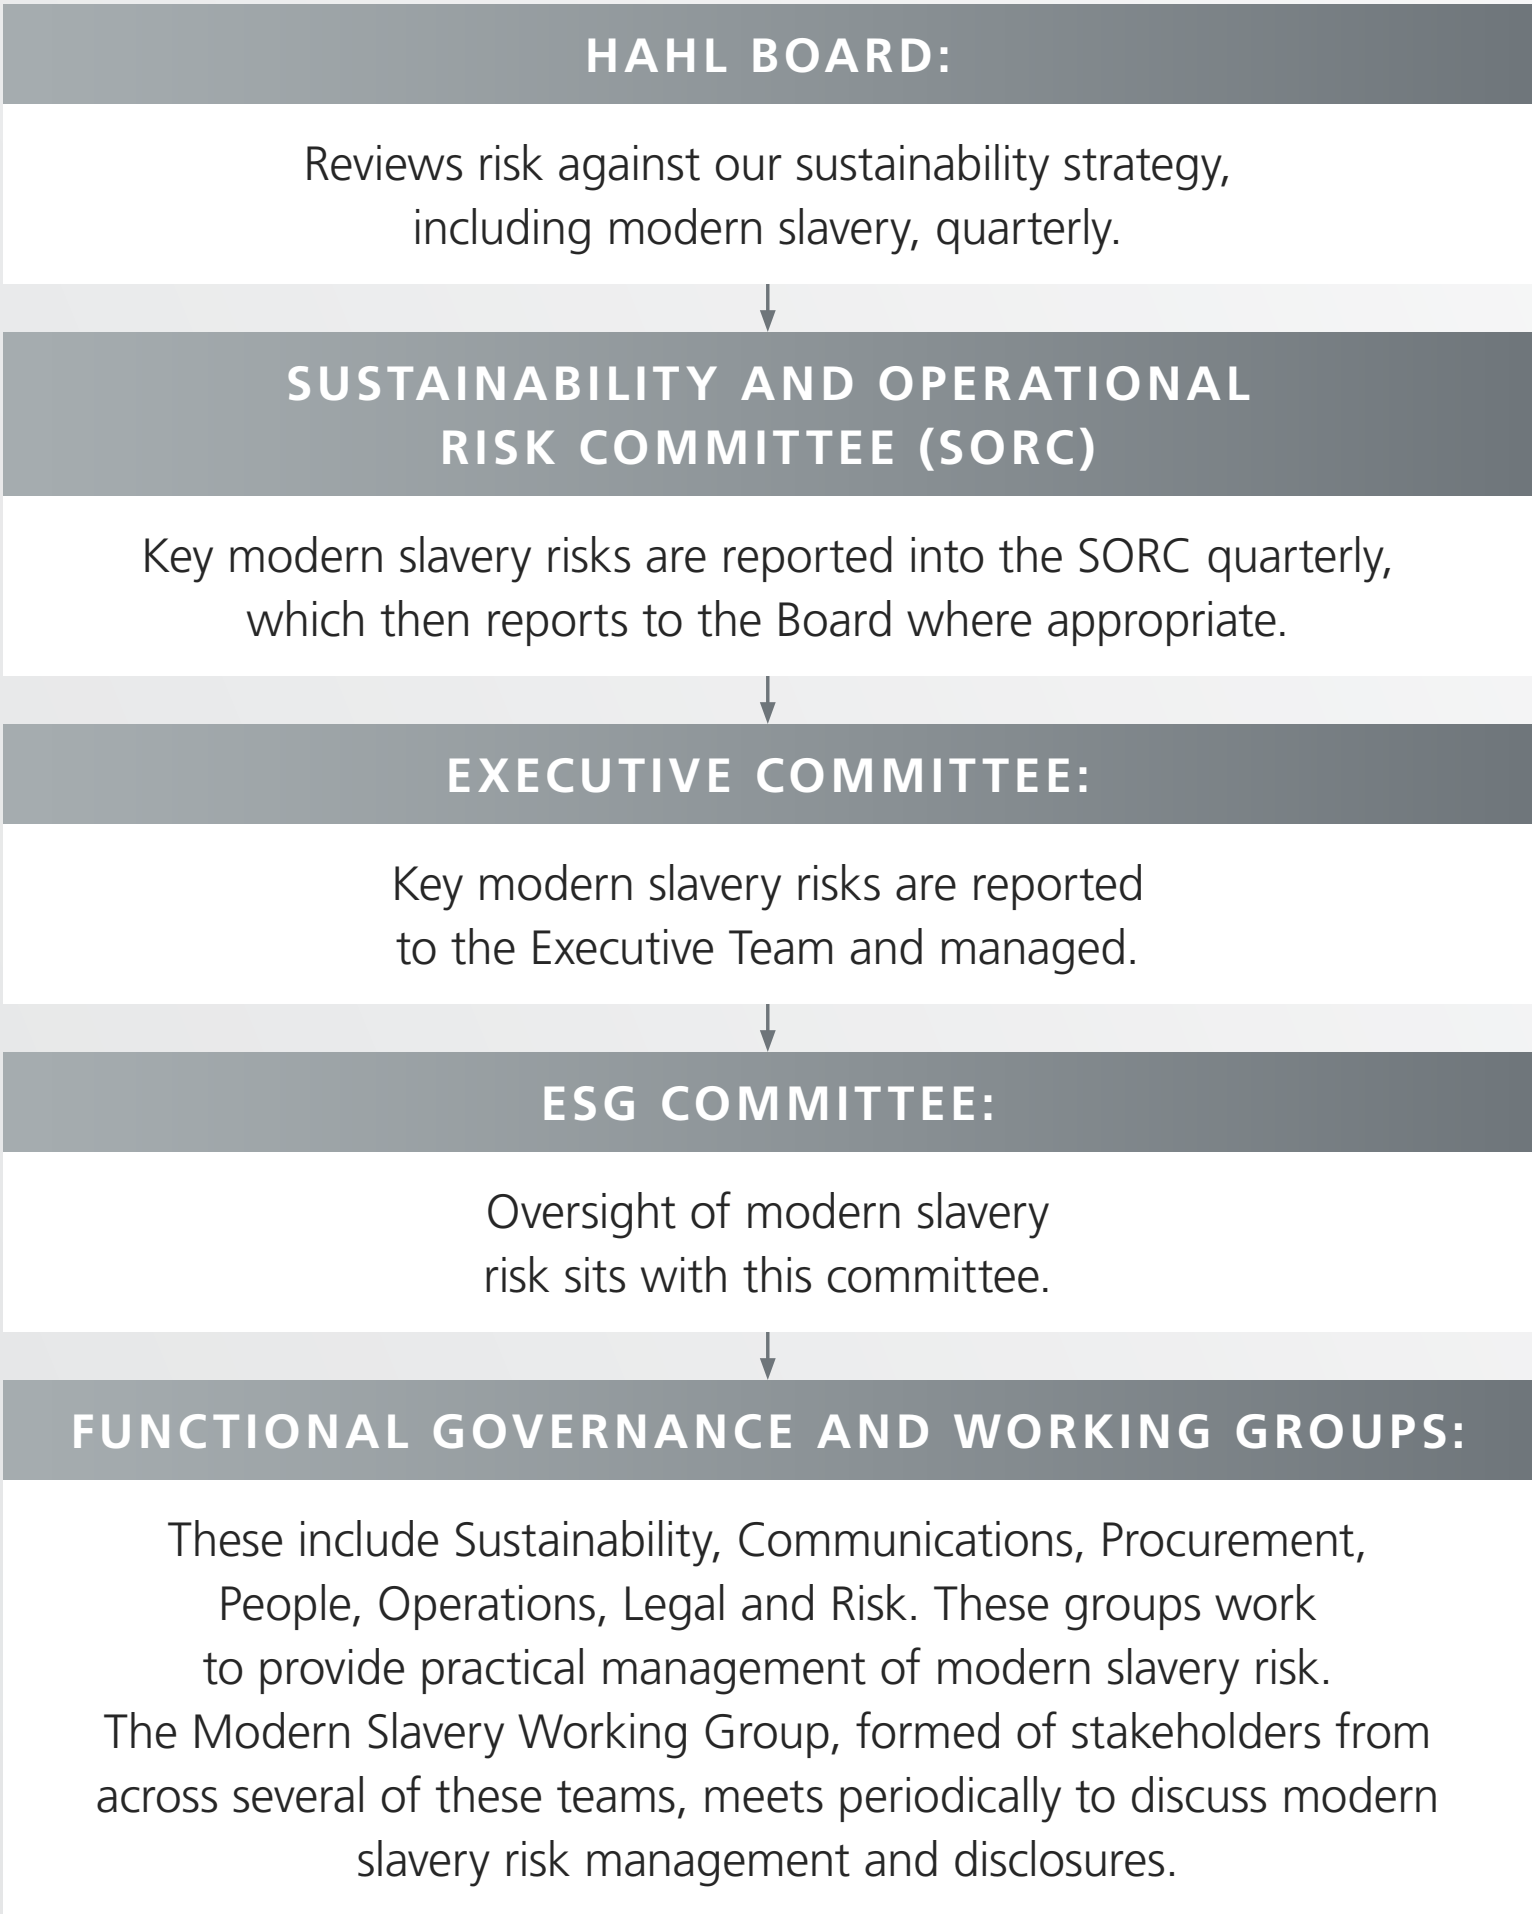 HAHL BOARD:
Reviews risk against our sustainability strategy,
including modern slavery, quarterly.
SUSTAINABILITY AND OPERATIONAL
RISK COMMITTEE (SORC)
Key modern slavery risks are reported into the SORC quarterly,
which then reports to the Board where appropriate.
EXECUTIVE COMMITTEE:
Key modern slavery risks are reported
to the Executive Team and managed.
ESG COMMITTEE:
Oversight of modern slavery
risk sits with this committee.
FUNCTIONAL GOVERNANCE AND WORKING GROUPS:
These include Sustainability, Communications, Procurement,
People, Operations, Legal and Risk. These groups work
to provide practical management of modern slavery risk.
The Modern Slavery Working Group, formed of stakeholders from
across several of these teams, meets periodically to discuss modern
slavery risk management and disclosures.